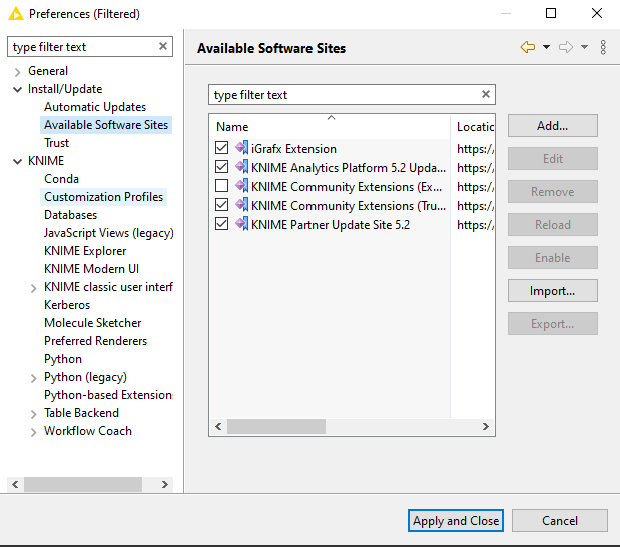 Preferences (Filtered)
type filter text
General
Install/Update
Automatic Updates
Available Software Sites
Trust
KNIME
Conda
Customization Profiles
Databases
JavaScript Views (legacy)
KNIME Explorer
KNIME Modern UI
KNIME classic user interf
Kerberos
Molecule Sketcher
Preferred Renderers
Python
Python (legacy)
Python-based Extension
Table Backend
Workflow Coach
Available Software Sites
type filter text
Name Locatio
iGrafx Extension https://
KNIME Analytics Platform 5.2 Upda... https://
KNIME Community Extensions (Ex... https://
KNIME Community Extensions (Tru... https://
KNIME Partner Update Site 5.2 https://
Add...
Edit
Remove
Reload
Enable
Import...
Export...
Apply and Close
Cancel